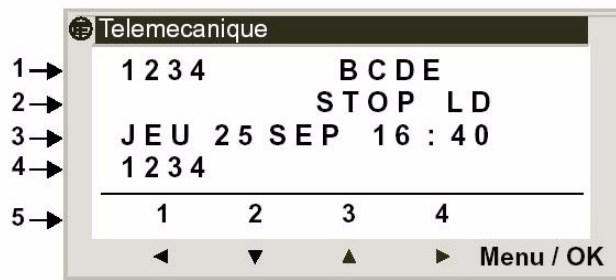 Telemecanique
1 1234 BCDE
2 STOP LD
3 JEU 25 SEP 16:40
4 1234
5 1 2 3 4
Menu / OK